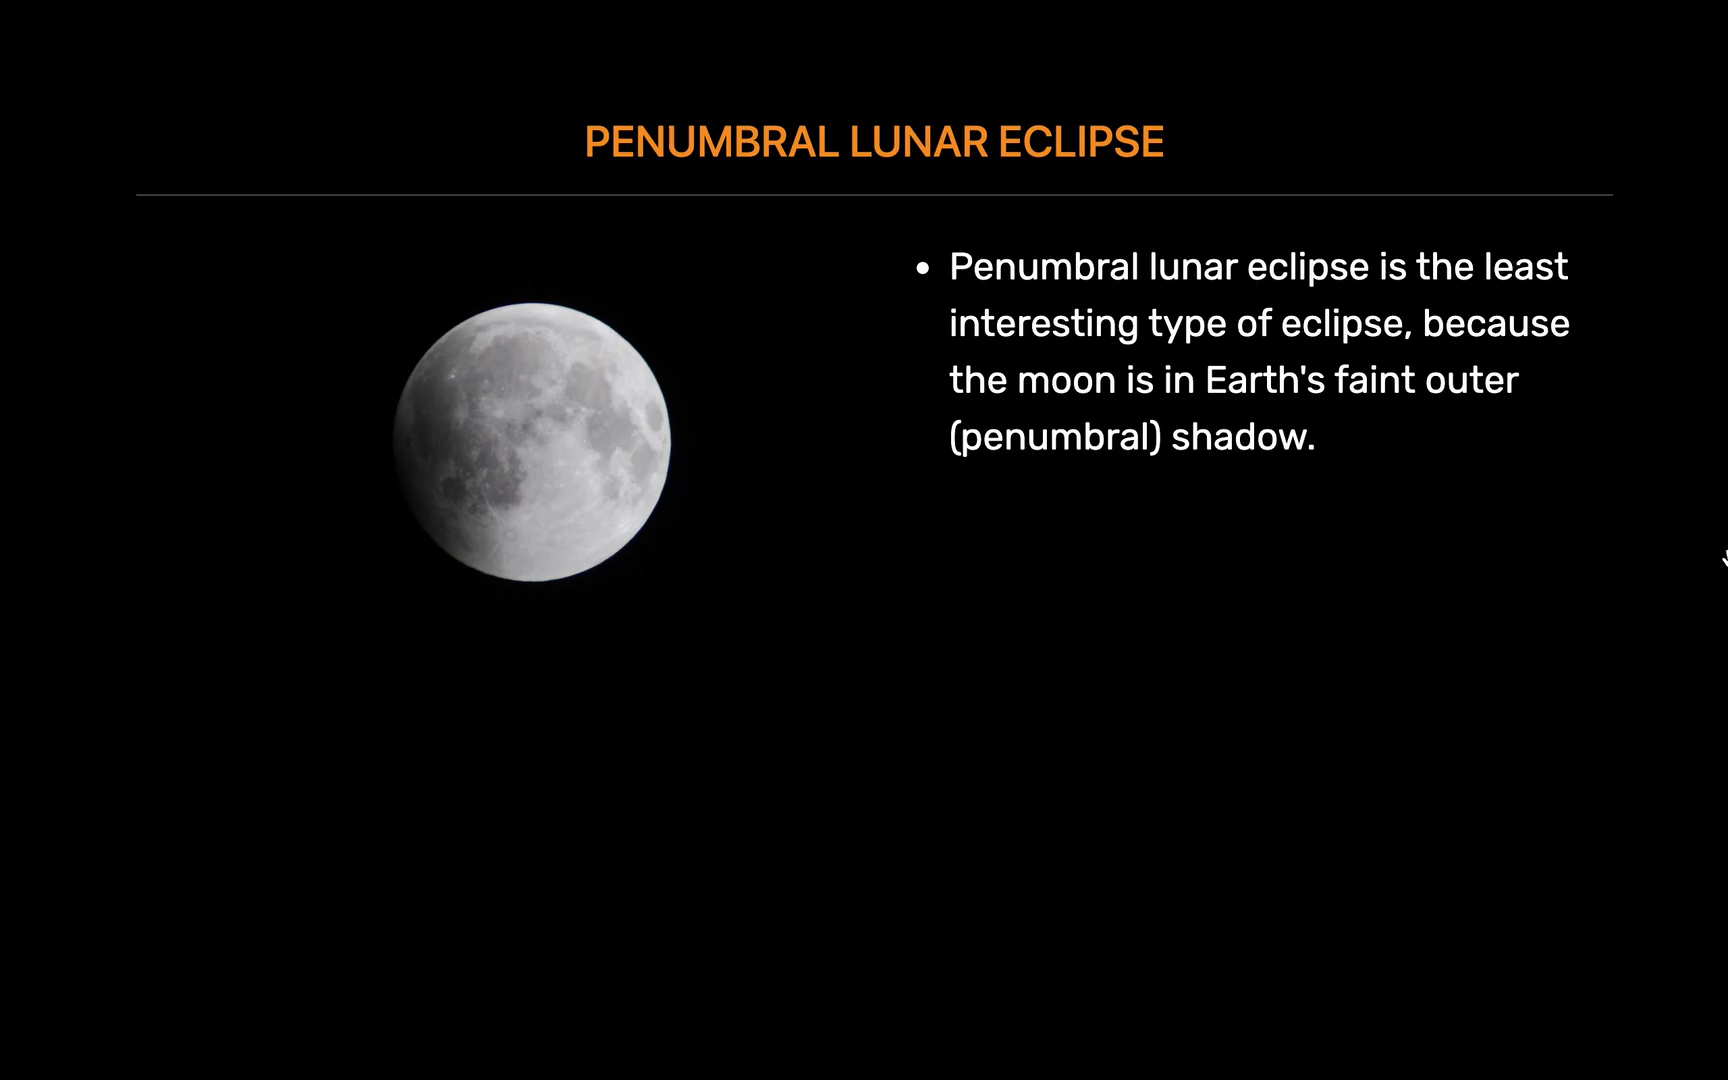 PENUMBRAL LUNAR ECLIPSE
• Penumbral lunar eclipse is the least
interesting type of eclipse, because
the moon is in Earth's faint outer
(penumbral) shadow.